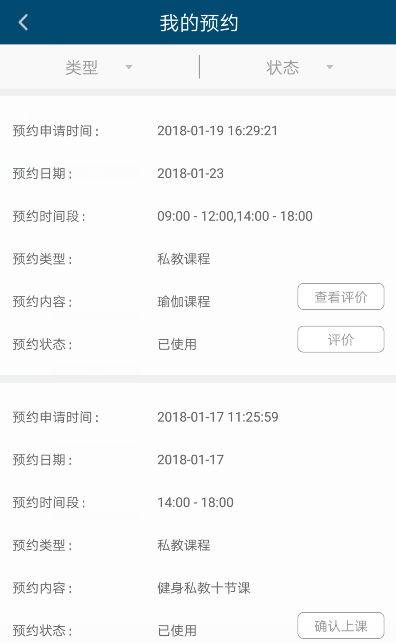 我的预约
类型 状态
预约申请时间: 2018-01-19 16:29:21
预约日期: 2018-01-23
预约时间段: 09:00 - 12:00,14:00 - 18:00
预约类型: 私教课程
预约内容: 瑜伽课程 查看评价
预约状态: 已使用 评价
预约申请时间: 2018-01-17 11:25:59
预约日期: 2018-01-17
预约时间段: 14:00 - 18:00
预约类型: 私教课程
预约内容: 健身私教十节课
预约状态: 已使用 确认上课